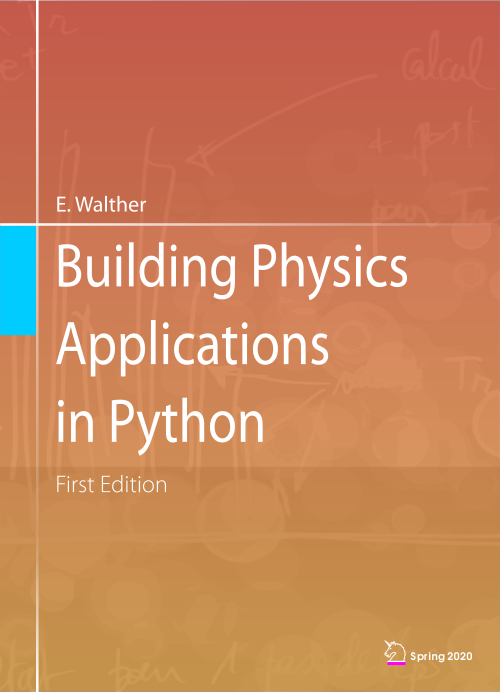 E. Walther
Building Physics
Applications
in Python
First Edition
Spring 2020